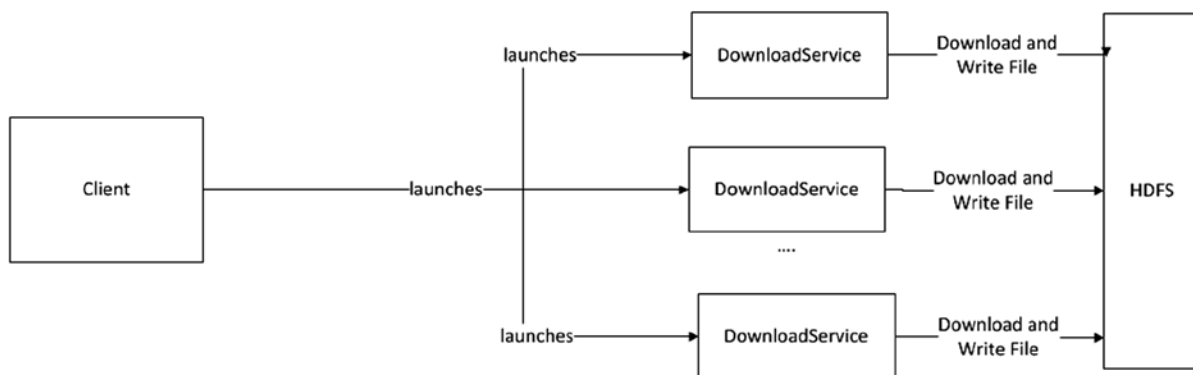 launches
DownloadService
Download and
Write File
Client
launches
DownloadService
Download and
Write File
HDFS
....
launches
DownloadService
Download and
Write File